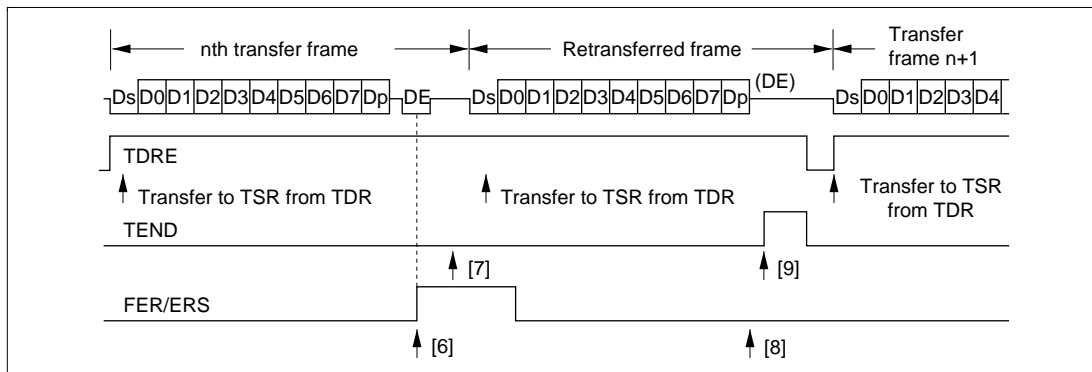 nth transfer frame
Retransferred frame
Transfer
frame n+1
Ds D0 D1 D2 D3 D4 D5 D6 D7 Dp DE
Ds D0 D1 D2 D3 D4 D5 D6 D7 Dp (DE)
Ds D0 D1 D2 D3 D4
TDRE
Transfer to TSR from TDR
Transfer to TSR from TDR
Transfer to TSR
from TDR
TEND
[7]
[9]
FER/ERS
[6]
[8]